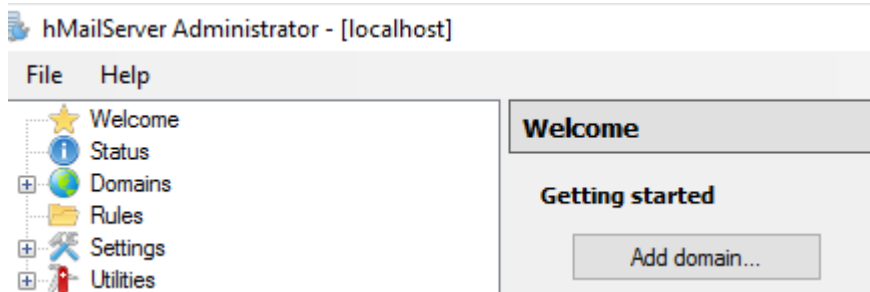 hMailServer Administrator - [localhost]
File Help
Welcome
Status
Domains
Rules
Settings
Utilities
Welcome
Getting started
Add domain...